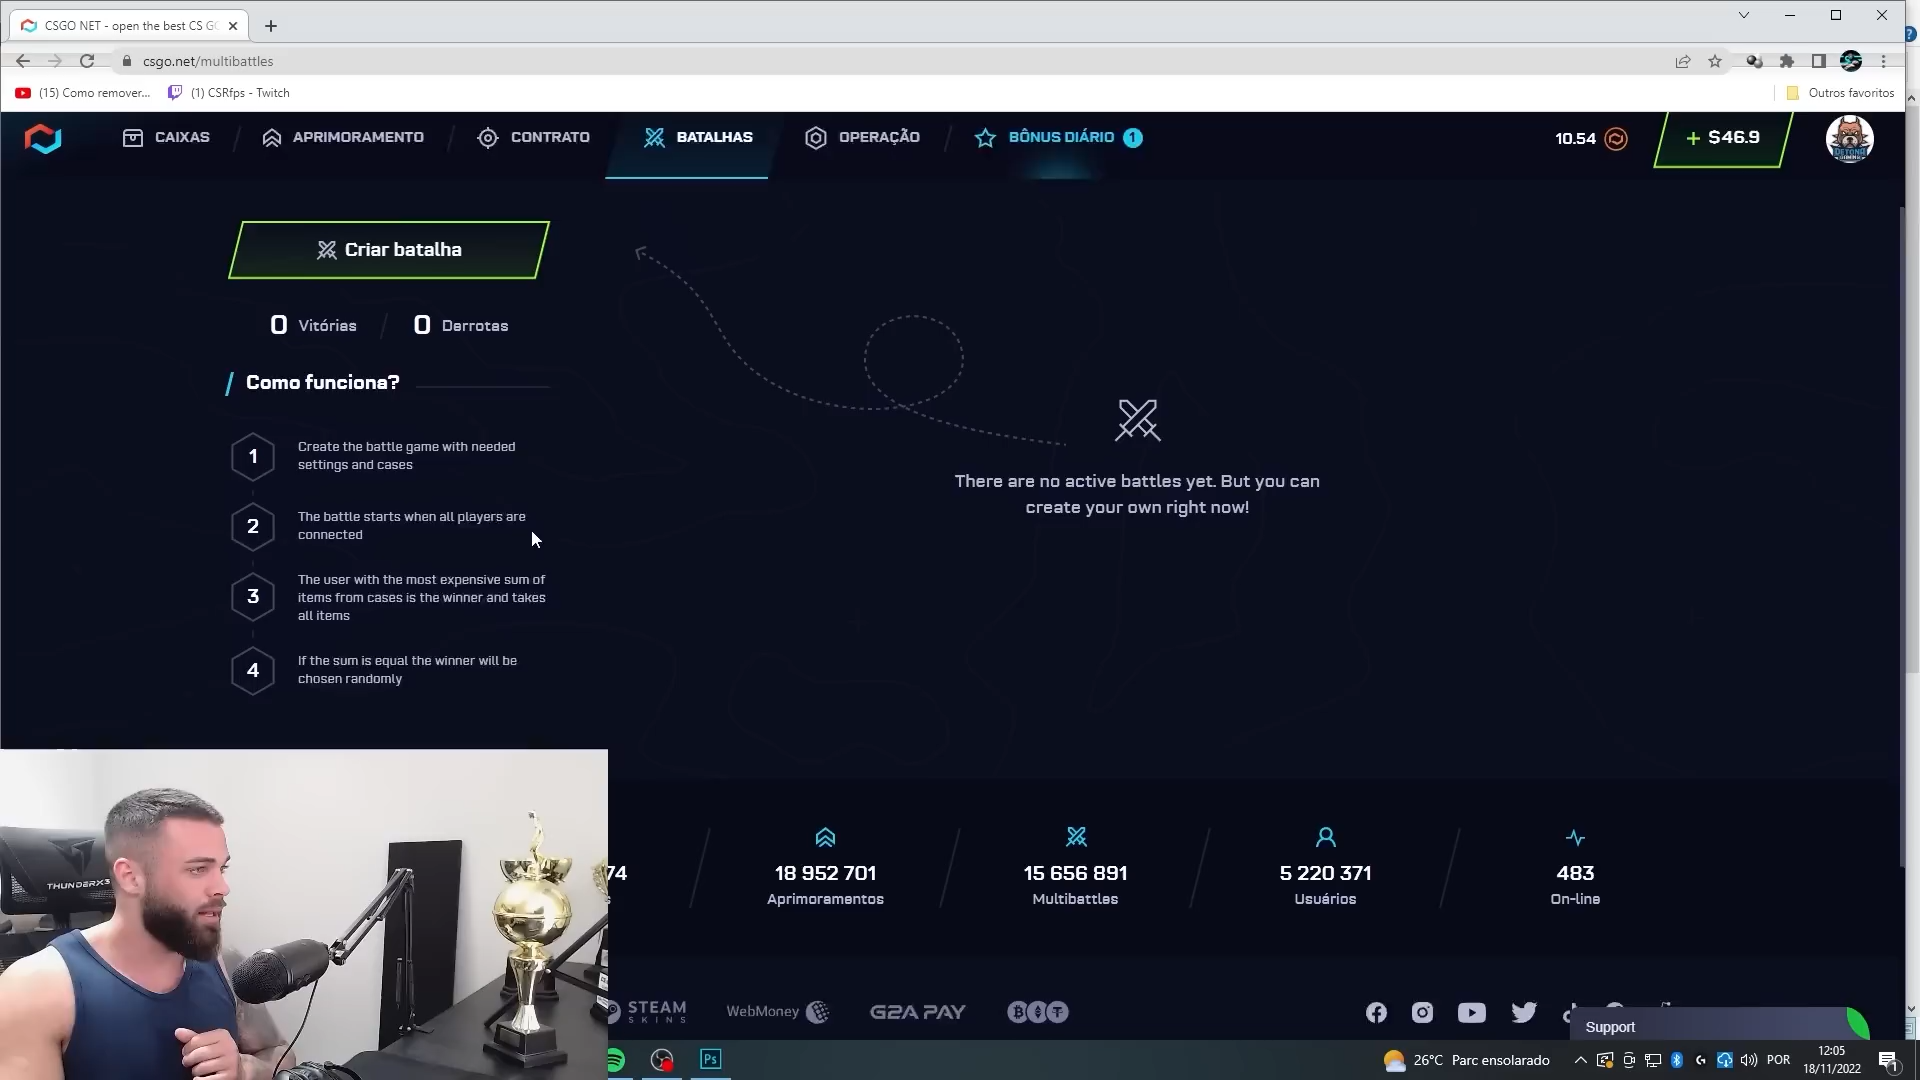 CSGO NET - open the best CS GO
csgo.net/multibattles
(15) Como remover...
(1) CSRfps - Twitch
Outros favoritos
CAIXAS
APRIMORAMENTO
CONTRATO
BATALHAS
OPERAÇÃO
BÔNUS DIÁRIO 1
10.54
+ $46.9
Criar batalha
0 Vitórias / 0 Derrotas
Como funciona?
1
Create the battle game with needed
settings and cases
2
The battle starts when all players are
connected
3
The user with the most expensive sum of
items from cases is the winner and takes
all items
4
If the sum is equal the winner will be
chosen randomly
There are no active battles yet. But you can
create your own right now!
THUNDERX3
74
18 952 701
Aprimoramentos
15 656 891
Multibattles
5 220 371
Usuários
483
On-line
STEAM
SKINS
WebMoney
G2A PAY
Support
Ps
26°C Parc ensolarado
POR
12:05
18/11/2022
1